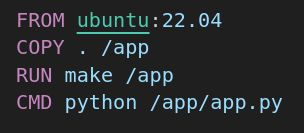 FROM ubuntu:22.04
COPY . /app
RUN make /app
CMD python /app/app.py